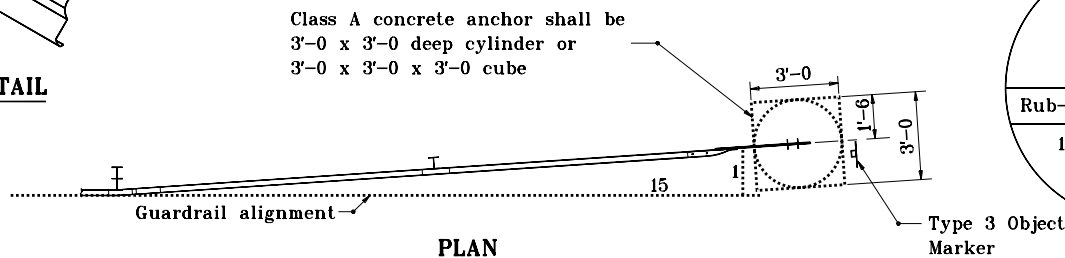 Class A concrete anchor shall be
3'-0 x 3'-0 deep cylinder or
3'-0 x 3'-0 x 3'-0 cube
TAIL
3'-0
1'-6
3'-0
Rub-
1
1
15
Guardrail alignment
Type 3 Object
Marker
PLAN